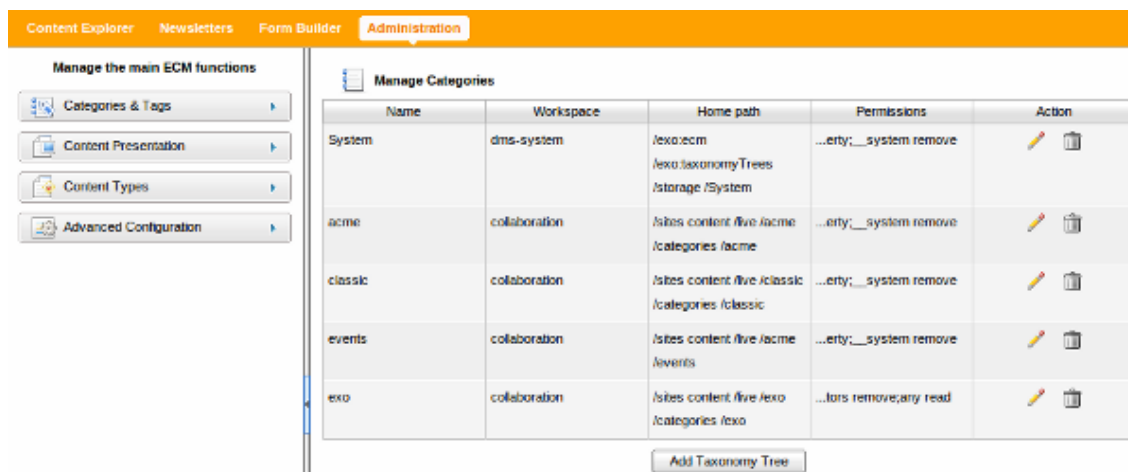 Content Explorer Newsletters Form Builder Administration
Manage the main ECM functions
Categories & Tags
Content Presentation
Content Types
Advanced Configuration
Manage Categories
Name Workspace Home path Permissions Action
System dms-system /exo:ecm ...erty;__system remove
/exo:taxonomyTrees
/storage /System
acme collaboration /sites content /live /acme ...erty;__system remove
/categories /acme
classic collaboration /sites content /live /classic ...erty;__system remove
/categories /classic
events collaboration /sites content /live /acme ...erty;__system remove
/events
exo collaboration /sites content /live /exo ...tors remove;any read
/categories /exo
Add Taxonomy Tree